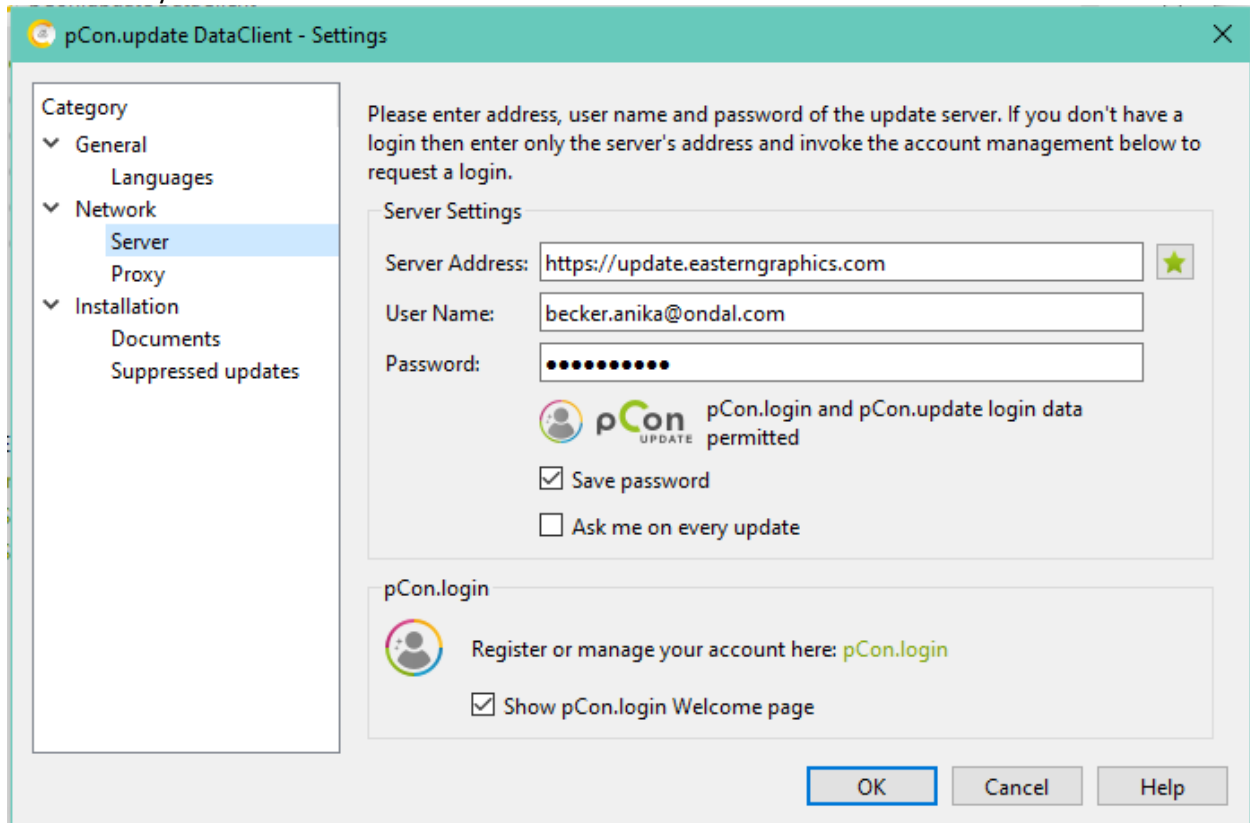 pCon.update DataClient - Settings
Category
General
Languages
Network
Server
Proxy
Installation
Documents
Suppressed updates
Please enter address, user name and password of the update server. If you don't have a
login then enter only the server's address and invoke the account management below to
request a login.
Server Settings
Server Address: https://update.easterngraphics.com
User Name: becker.anika@ondal.com
Password: ●●●●●●●●●●
pCon UPDATE
pCon.login and pCon.update login data
permitted
Save password
Ask me on every update
pCon.login
Register or manage your account here: pCon.login
Show pCon.login Welcome page
OK Cancel Help